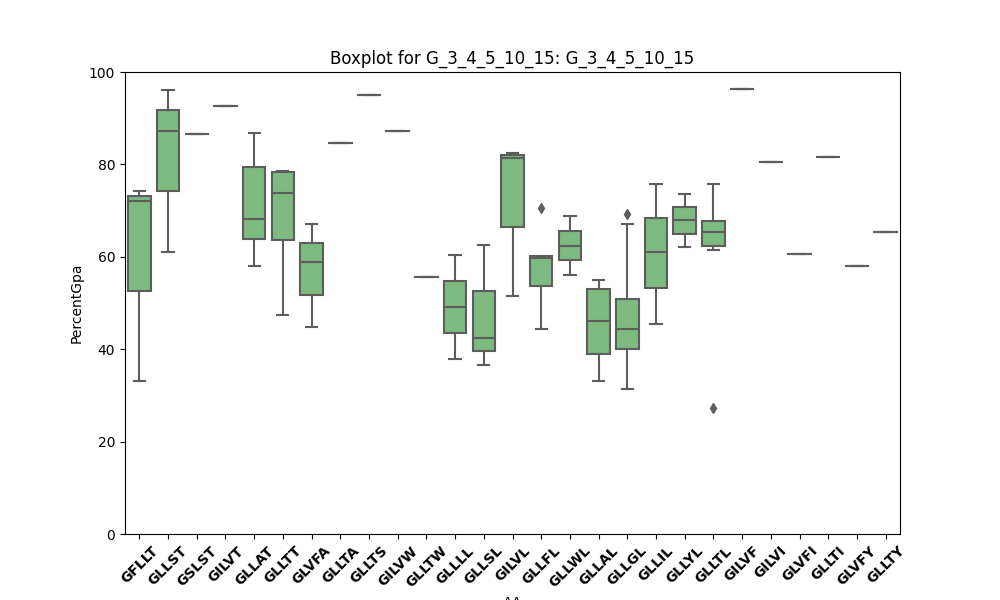 Boxplot for G_3_4_5_10_15: G_3_4_5_10_15
100
80
60
40
20
0
PercentGpa
GFLLT
GLLST
GSLST
GILVT
GLLAT
GLLTT
GLVFA
GLLTA
GLLTS
GILVW
GLLTW
GLLLL
GLLSL
GILVL
GLLFL
GLLWL
GLLAL
GLLGL
GLLIL
GLLYL
GLLTL
GILVF
GILVI
GLVFI
GLLTI
GLVFY
GLLTY